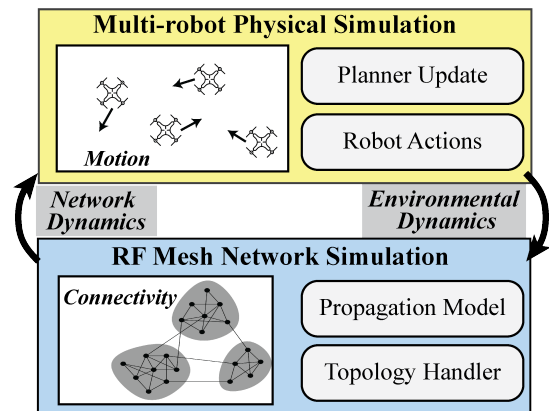 Multi-robot Physical Simulation
Motion
Planner Update
Robot Actions
Network
Dynamics
Environmental
Dynamics
RF Mesh Network Simulation
Connectivity
Propagation Model
Topology Handler